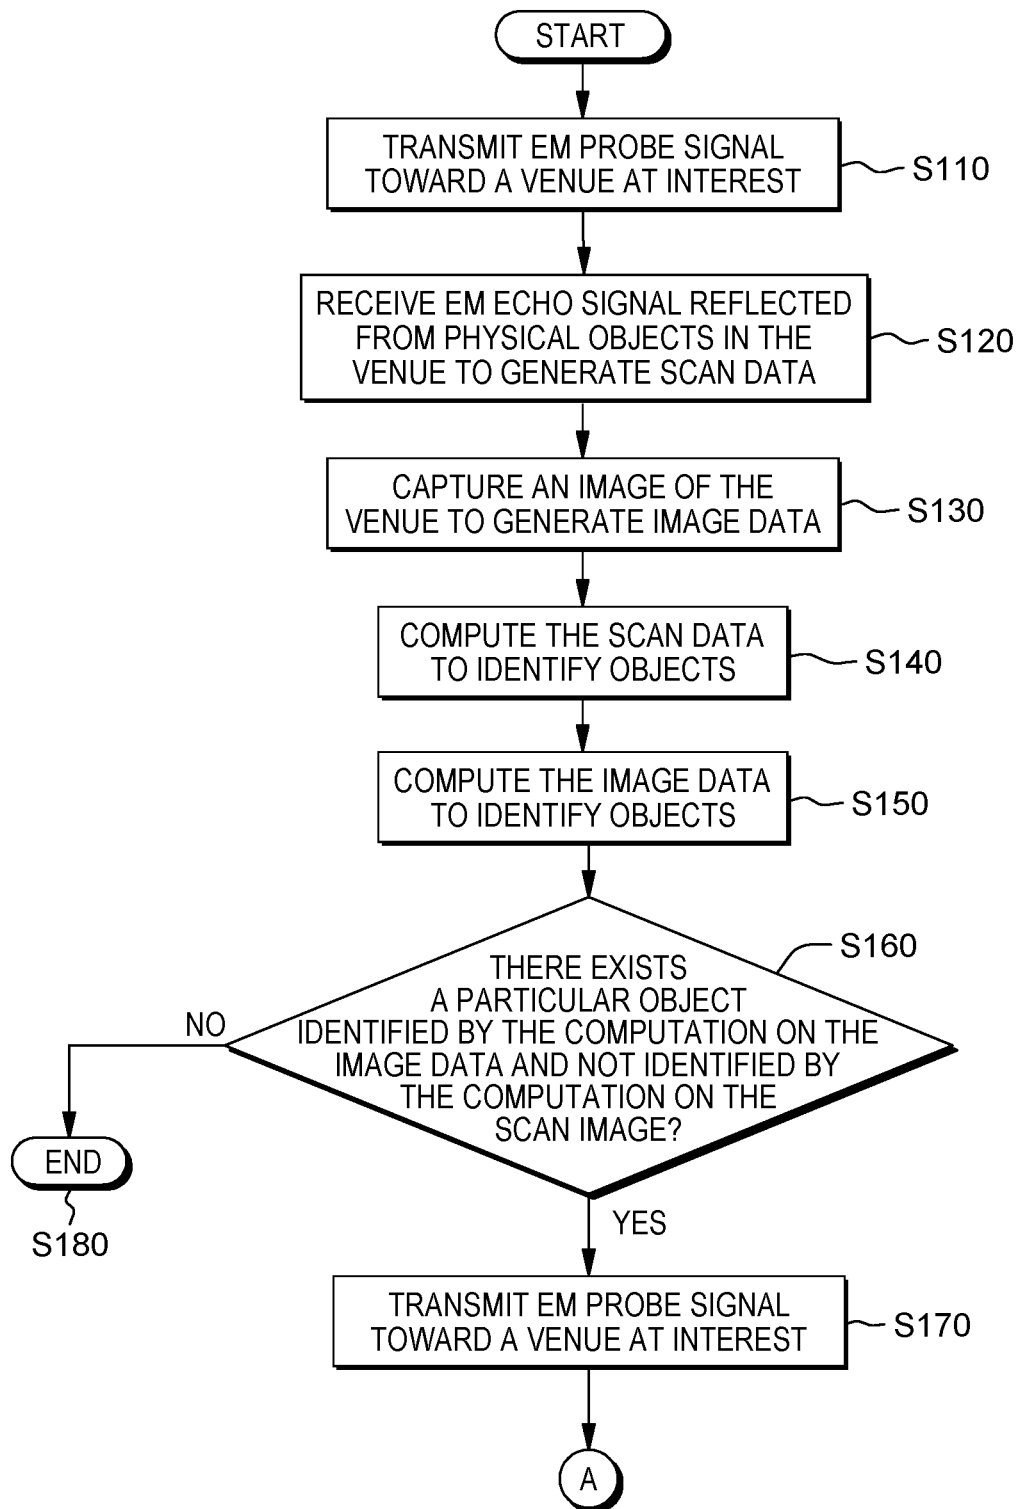 START
TRANSMIT EM PROBE SIGNAL
TOWARD A VENUE AT INTEREST
S110
RECEIVE EM ECHO SIGNAL REFLECTED
FROM PHYSICAL OBJECTS IN THE
VENUE TO GENERATE SCAN DATA
S120
CAPTURE AN IMAGE OF THE
VENUE TO GENERATE IMAGE DATA
S130
COMPUTE THE SCAN DATA
TO IDENTIFY OBJECTS
S140
COMPUTE THE IMAGE DATA
TO IDENTIFY OBJECTS
S150
S160
THERE EXISTS
A PARTICULAR OBJECT
IDENTIFIED BY THE COMPUTATION ON THE
IMAGE DATA AND NOT IDENTIFIED BY
THE COMPUTATION ON THE
SCAN IMAGE?
NO
END
S180
YES
TRANSMIT EM PROBE SIGNAL
TOWARD A VENUE AT INTEREST
S170
A